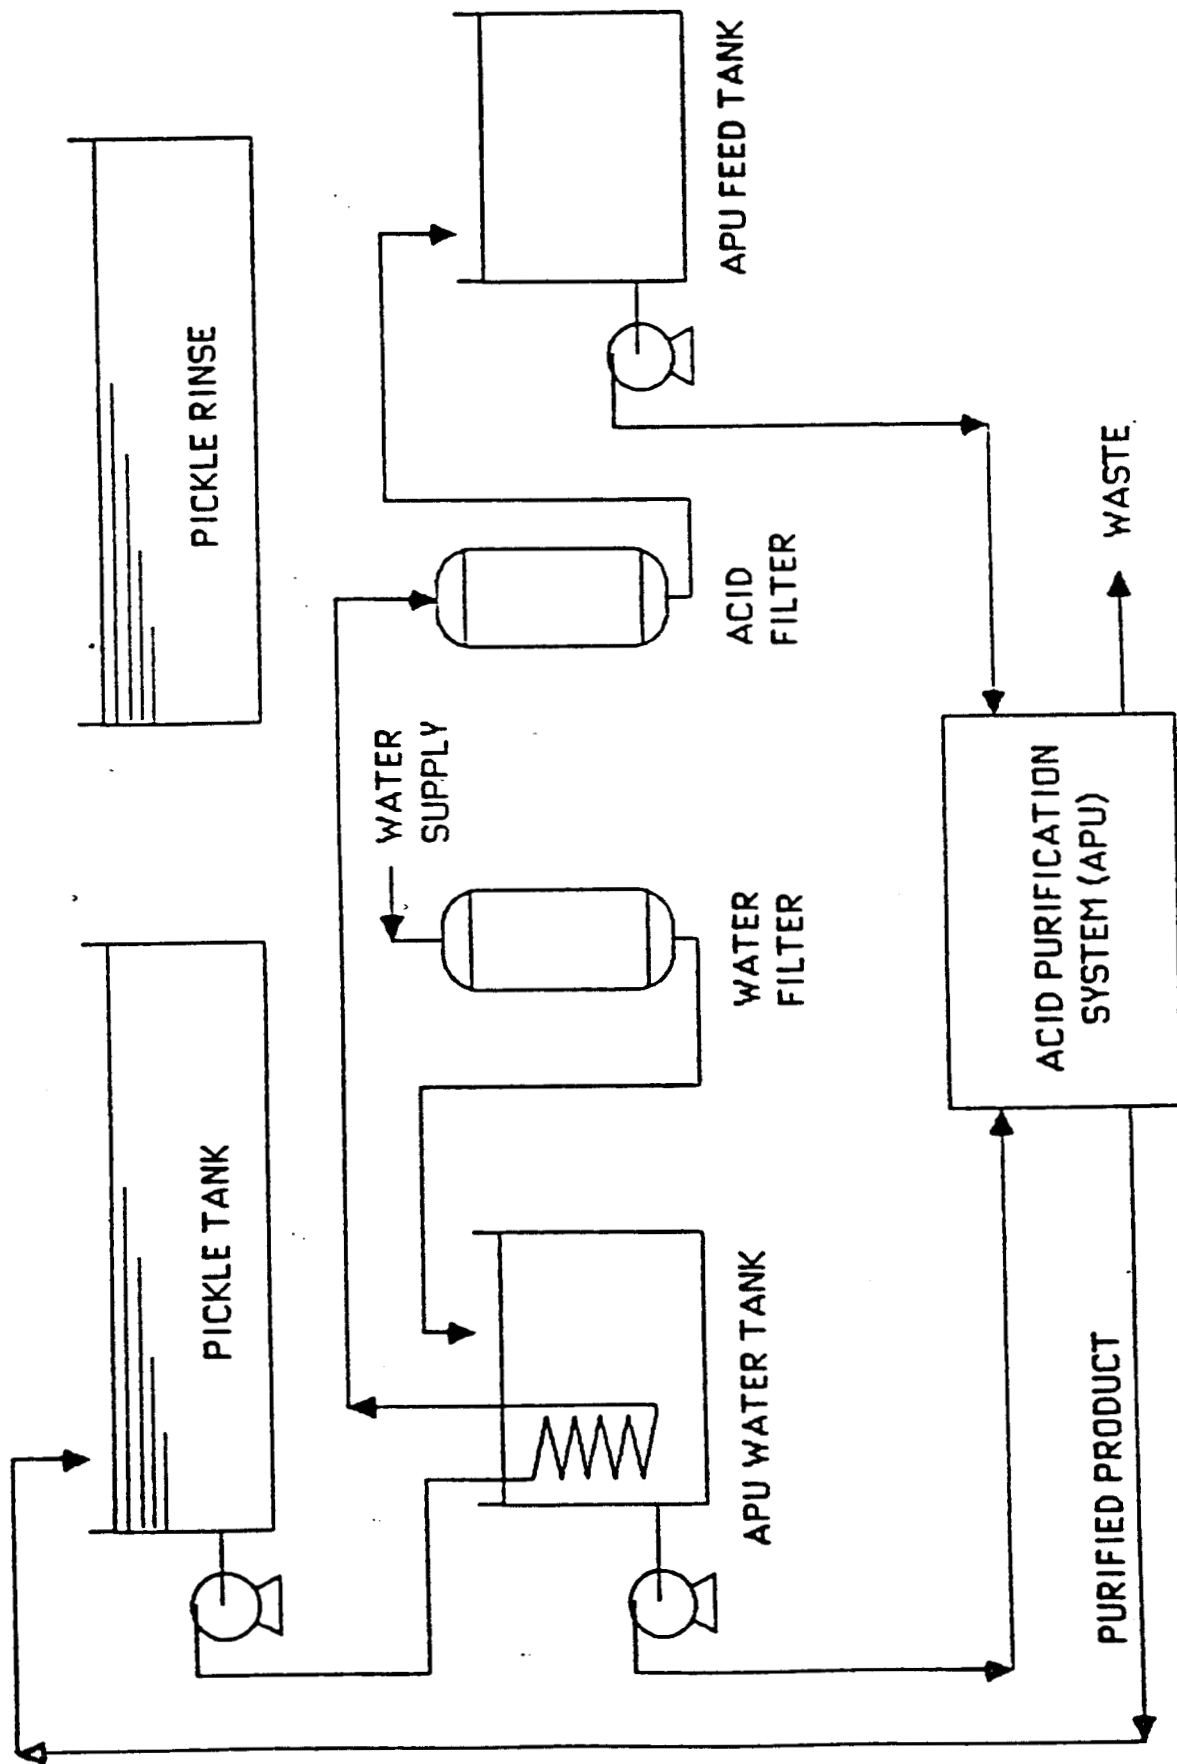 PICKLE TANK
PICKLE RINSE
WATER
SUPPLY
APU WATER TANK
WATER
FILTER
ACID
FILTER
APU FEED TANK
PURIFIED PRODUCT
ACID PURIFICATION
SYSTEM (APU)
WASTE